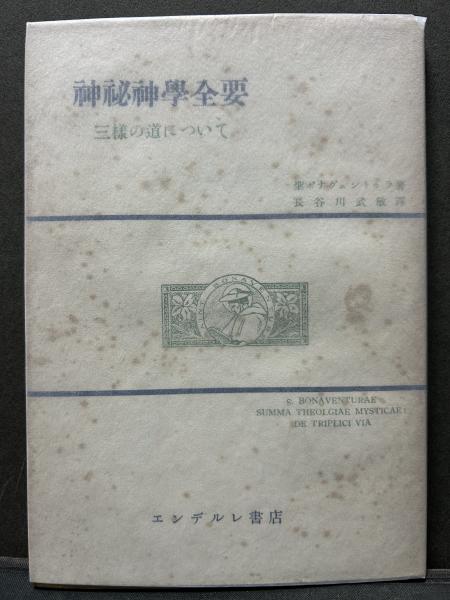 神祕神學全要
三様の道について
聖ボナヴェントゥラ著
長谷川武敏譯
BONAVENTURAE
S. BONAVENTURAE
SUMMA THEOLGIAE MYSTICAE:
DE TRIPLICI VIA
エンデルレ書店